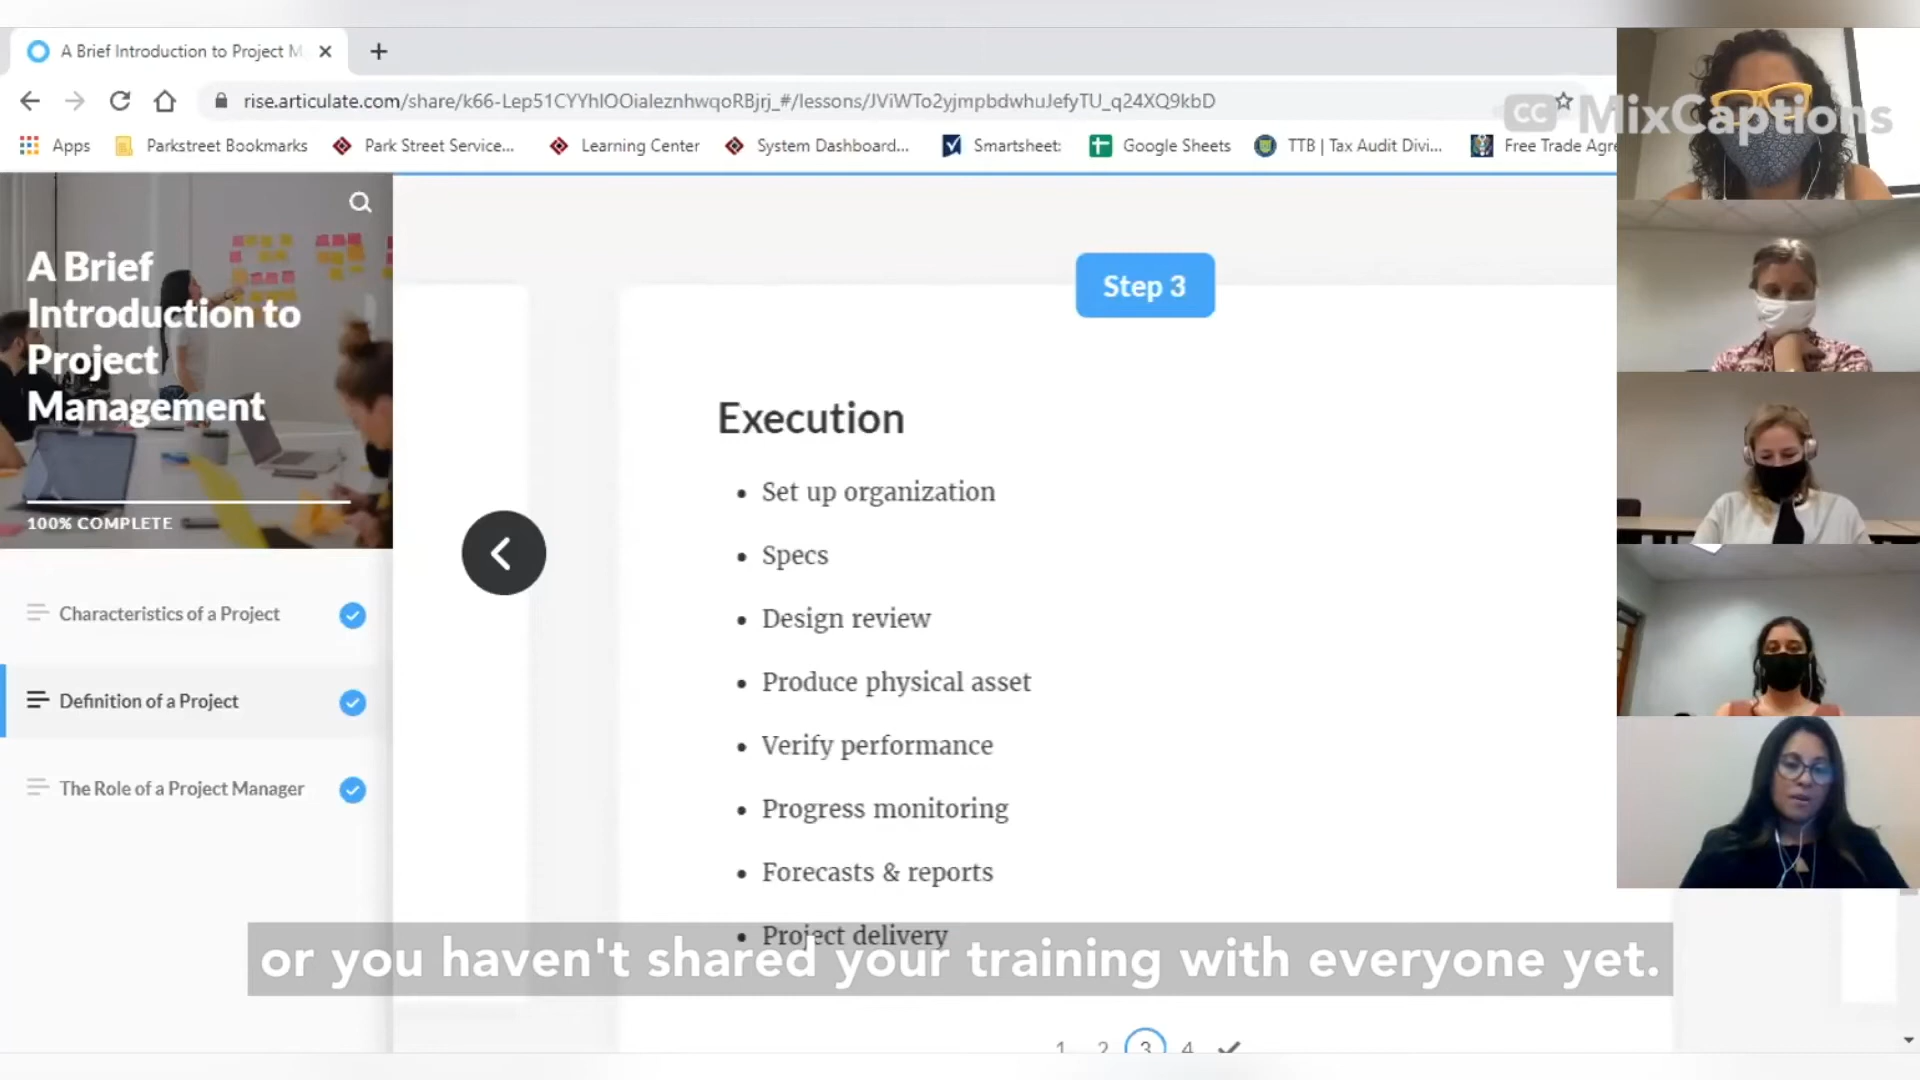 A Brief Introduction to Project M
rise.articulate.com/share/k66-Lep51CYYhlOOialeznhwqoRBjrj_#/lessons/JViWTo2yjmpbdwhuJefyTU_q24XQ9kbD
CC MixCaptions
Apps Parkstreet Bookmarks Park Street Service... Learning Center System Dashboard... Smartsheet: Google Sheets TTB | Tax Audit Divi... Free Trade Agre
A Brief
Introduction to
Project
Management
100% COMPLETE
Characteristics of a Project
Definition of a Project
The Role of a Project Manager
Step 3
Execution
• Set up organization
• Specs
• Design review
• Produce physical asset
• Verify performance
• Progress monitoring
• Forecasts & reports
• Project delivery
or you haven't shared your training with everyone yet.
1 2 3 4